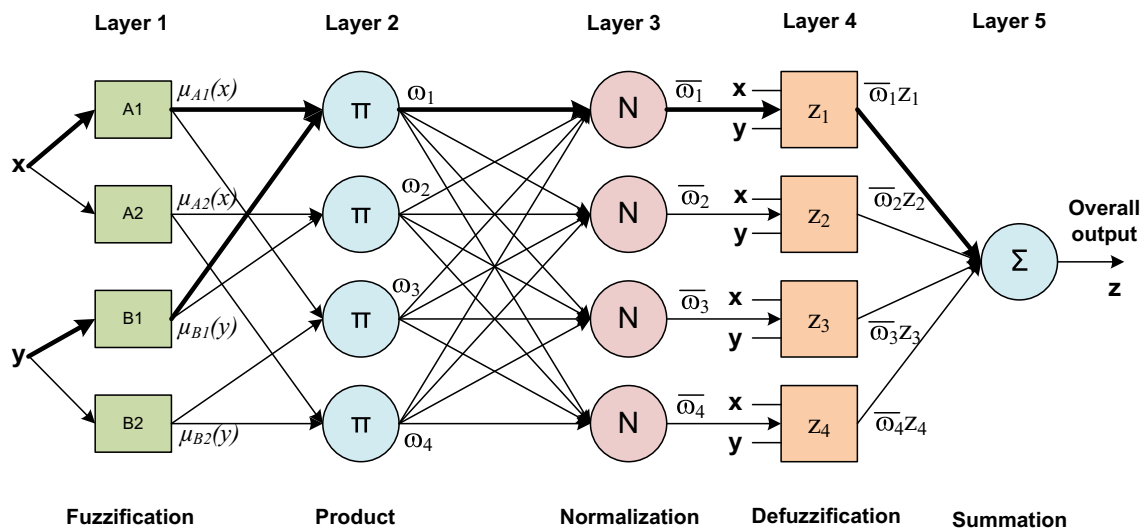 Layer 1
Layer 2
Layer 3
Layer 4
Layer 5
x
y
A1
A2
B1
B2
μA1(x)
μA2(x)
μB1(y)
μB2(y)
π
π
π
π
ω1
ω2
ω3
ω4
N
N
N
N
ω̅1
ω̅2
ω̅3
ω̅4
x
y
x
y
x
y
x
y
z1
z2
z3
z4
ω̅1z1
ω̅2z2
ω̅3z3
ω̅4z4
Σ
Overall
output
z
Fuzzification
Product
Normalization
Defuzzification
Summation